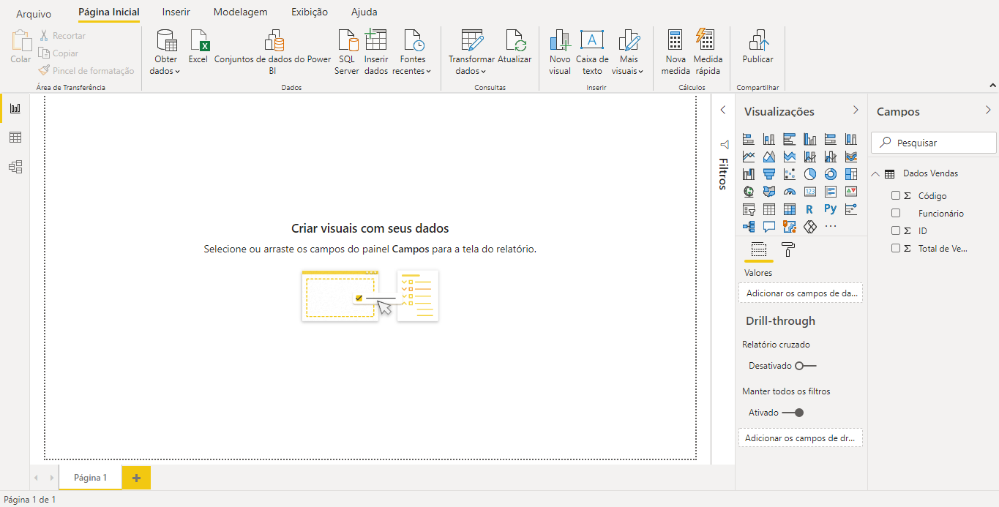 Arquivo
Página Inicial
Inserir
Modelagem
Exibição
Ajuda
Colar
Recortar
Copiar
Pincel de formatação
Área de Transferência
Obter
dados
Excel
Conjuntos de dados do Power
BI
SQL
Server
Inserir
dados
Fontes
recentes
Dados
Transformar
dados
Atualizar
Consultas
Novo
visual
A
Caixa de
texto
Mais
visuais
Inserir
Nova
medida
Medida
rápida
Cálculos
Publicar
Compartilhar
Criar visuais com seus dados
Selecione ou arraste os campos do painel Campos para a tela do relatório.
Filtros
Visualizações
123
R
Py
Valores
Adicionar os campos de da...
Drill-through
Relatório cruzado
Desativado
Manter todos os filtros
Ativado
Adicionar os campos de dr...
Campos
Pesquisar
Dados Vendas
Σ Código
Funcionário
Σ ID
Σ Total de Ve...
Página 1
+
Página 1 de 1